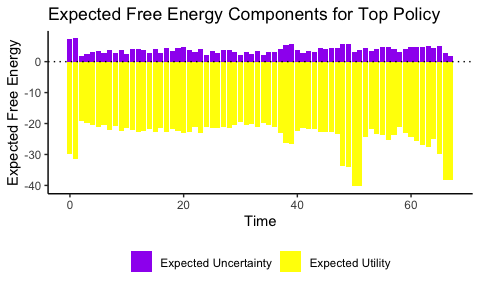 Expected Free Energy Components for Top Policy
Expected Free Energy
0
-10
-20
-30
-40
0
20
40
60
Time
Expected Uncertainty
Expected Utility